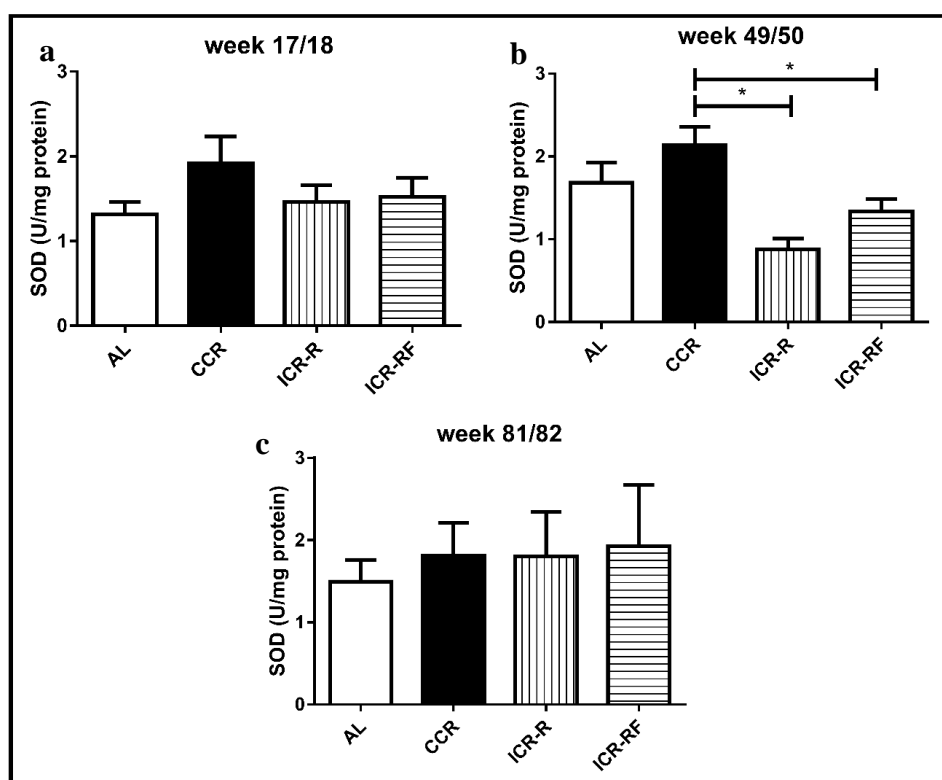 a
week 17/18
SOD (U/mg protein)
3
2
1
0
AL
CCR
ICR-R
ICR-RF
b
week 49/50
SOD (U/mg protein)
3
2
1
0
*
*
AL
CCR
ICR-R
ICR-RF
c
week 81/82
SOD (U/mg protein)
3
2
1
0
AL
CCR
ICR-R
ICR-RF